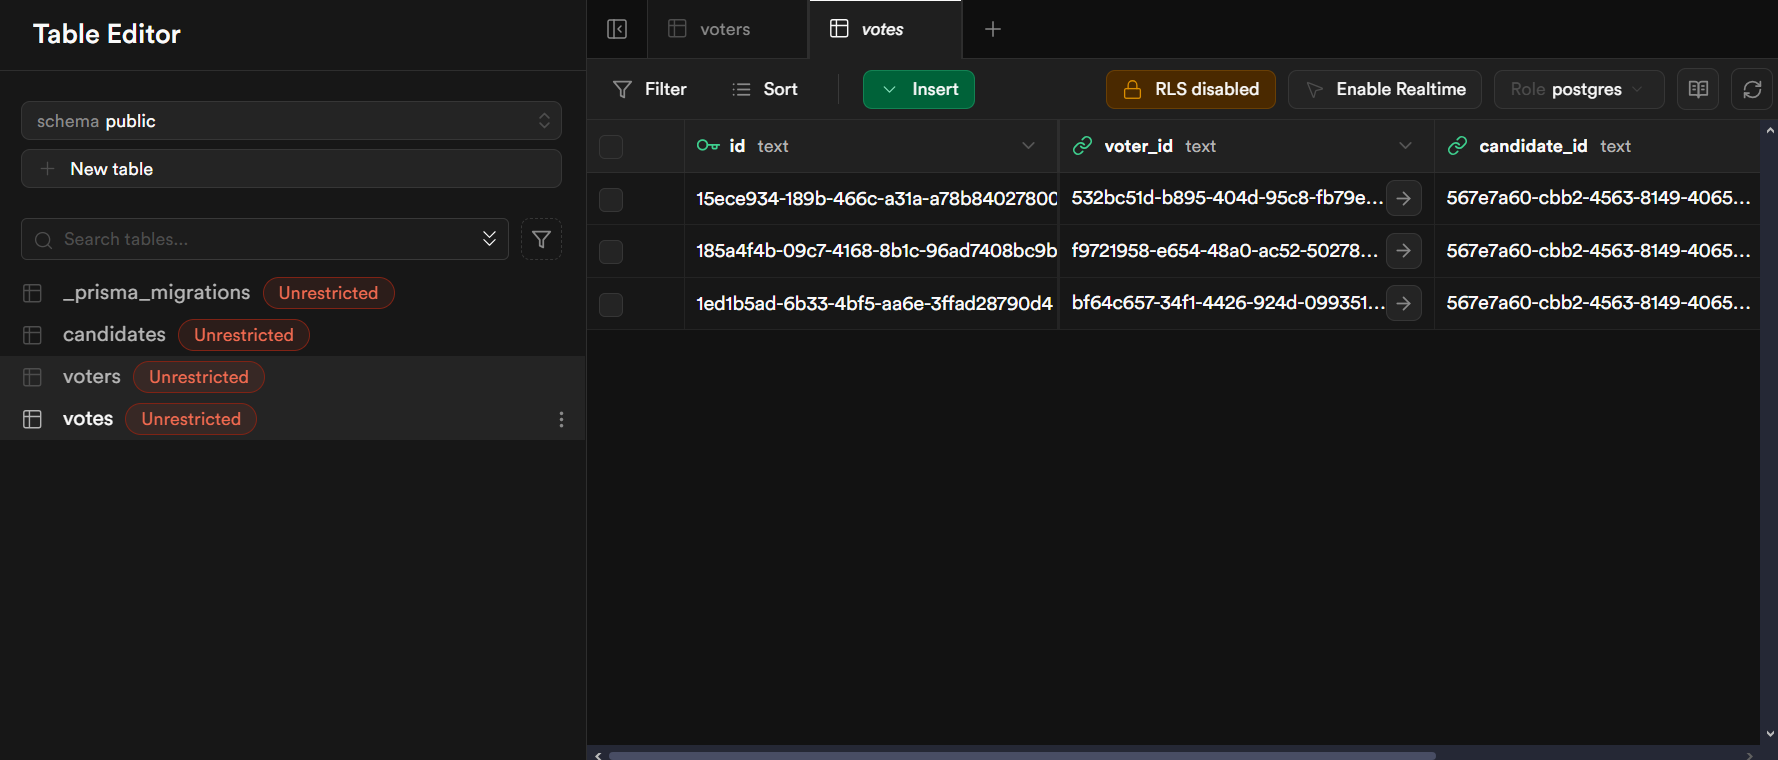 Table Editor
voters
votes
schema public
New table
Search tables...
_prisma_migrations Unrestricted
candidates Unrestricted
voters Unrestricted
votes Unrestricted
Filter
Sort
Insert
RLS disabled
Enable Realtime
Role postgres
id text
voter_id text
candidate_id text
15ece934-189b-466c-a31a-a78b84027800
532bc51d-b895-404d-95c8-fb79e...
567e7a60-cbb2-4563-8149-4065...
185a4f4b-09c7-4168-8b1c-96ad7408bc9b
f9721958-e654-48a0-ac52-50278...
567e7a60-cbb2-4563-8149-4065...
1ed1b5ad-6b33-4bf5-aa6e-3ffad28790d4
bf64c657-34f1-4426-924d-099351...
567e7a60-cbb2-4563-8149-4065...